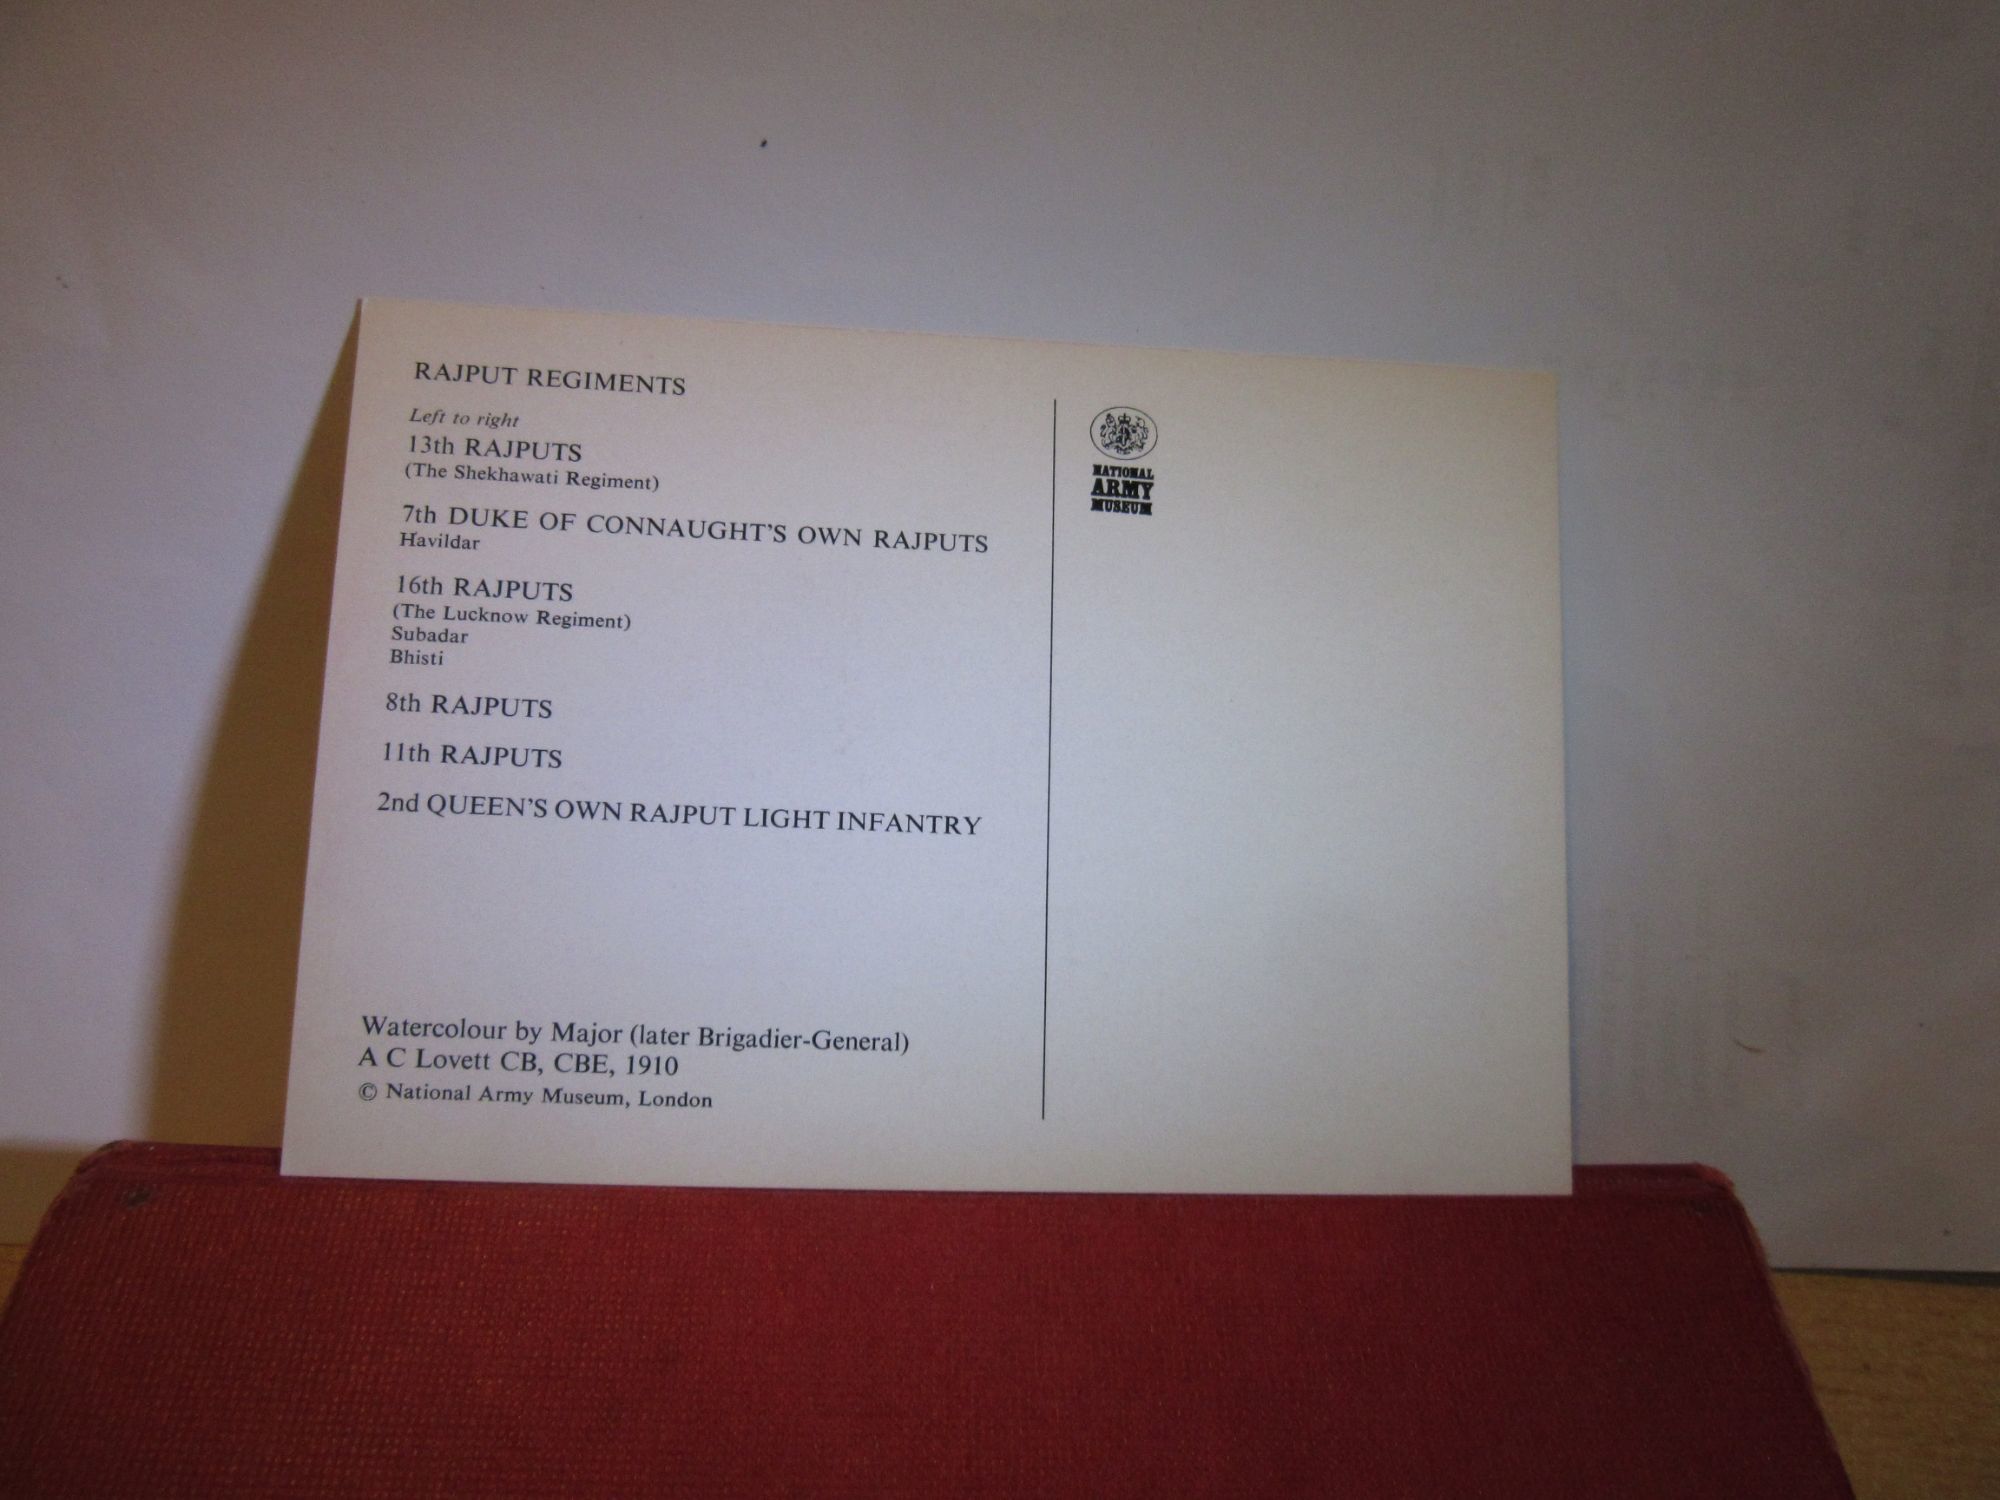 RAJPUT REGIMENTS
Left to right
13th RAJPUTS
(The Shekhawati Regiment)
7th DUKE OF CONNAUGHT'S OWN RAJPUTS
Havildar
16th RAJPUTS
(The Lucknow Regiment)
Subadar
Bhisti
8th RAJPUTS
11th RAJPUTS
2nd QUEEN'S OWN RAJPUT LIGHT INFANTRY
Watercolour by Major (later Brigadier-General)
A C Lovett CB, CBE, 1910
© National Army Museum, London
NATIONAL
ARMY
MUSEUM